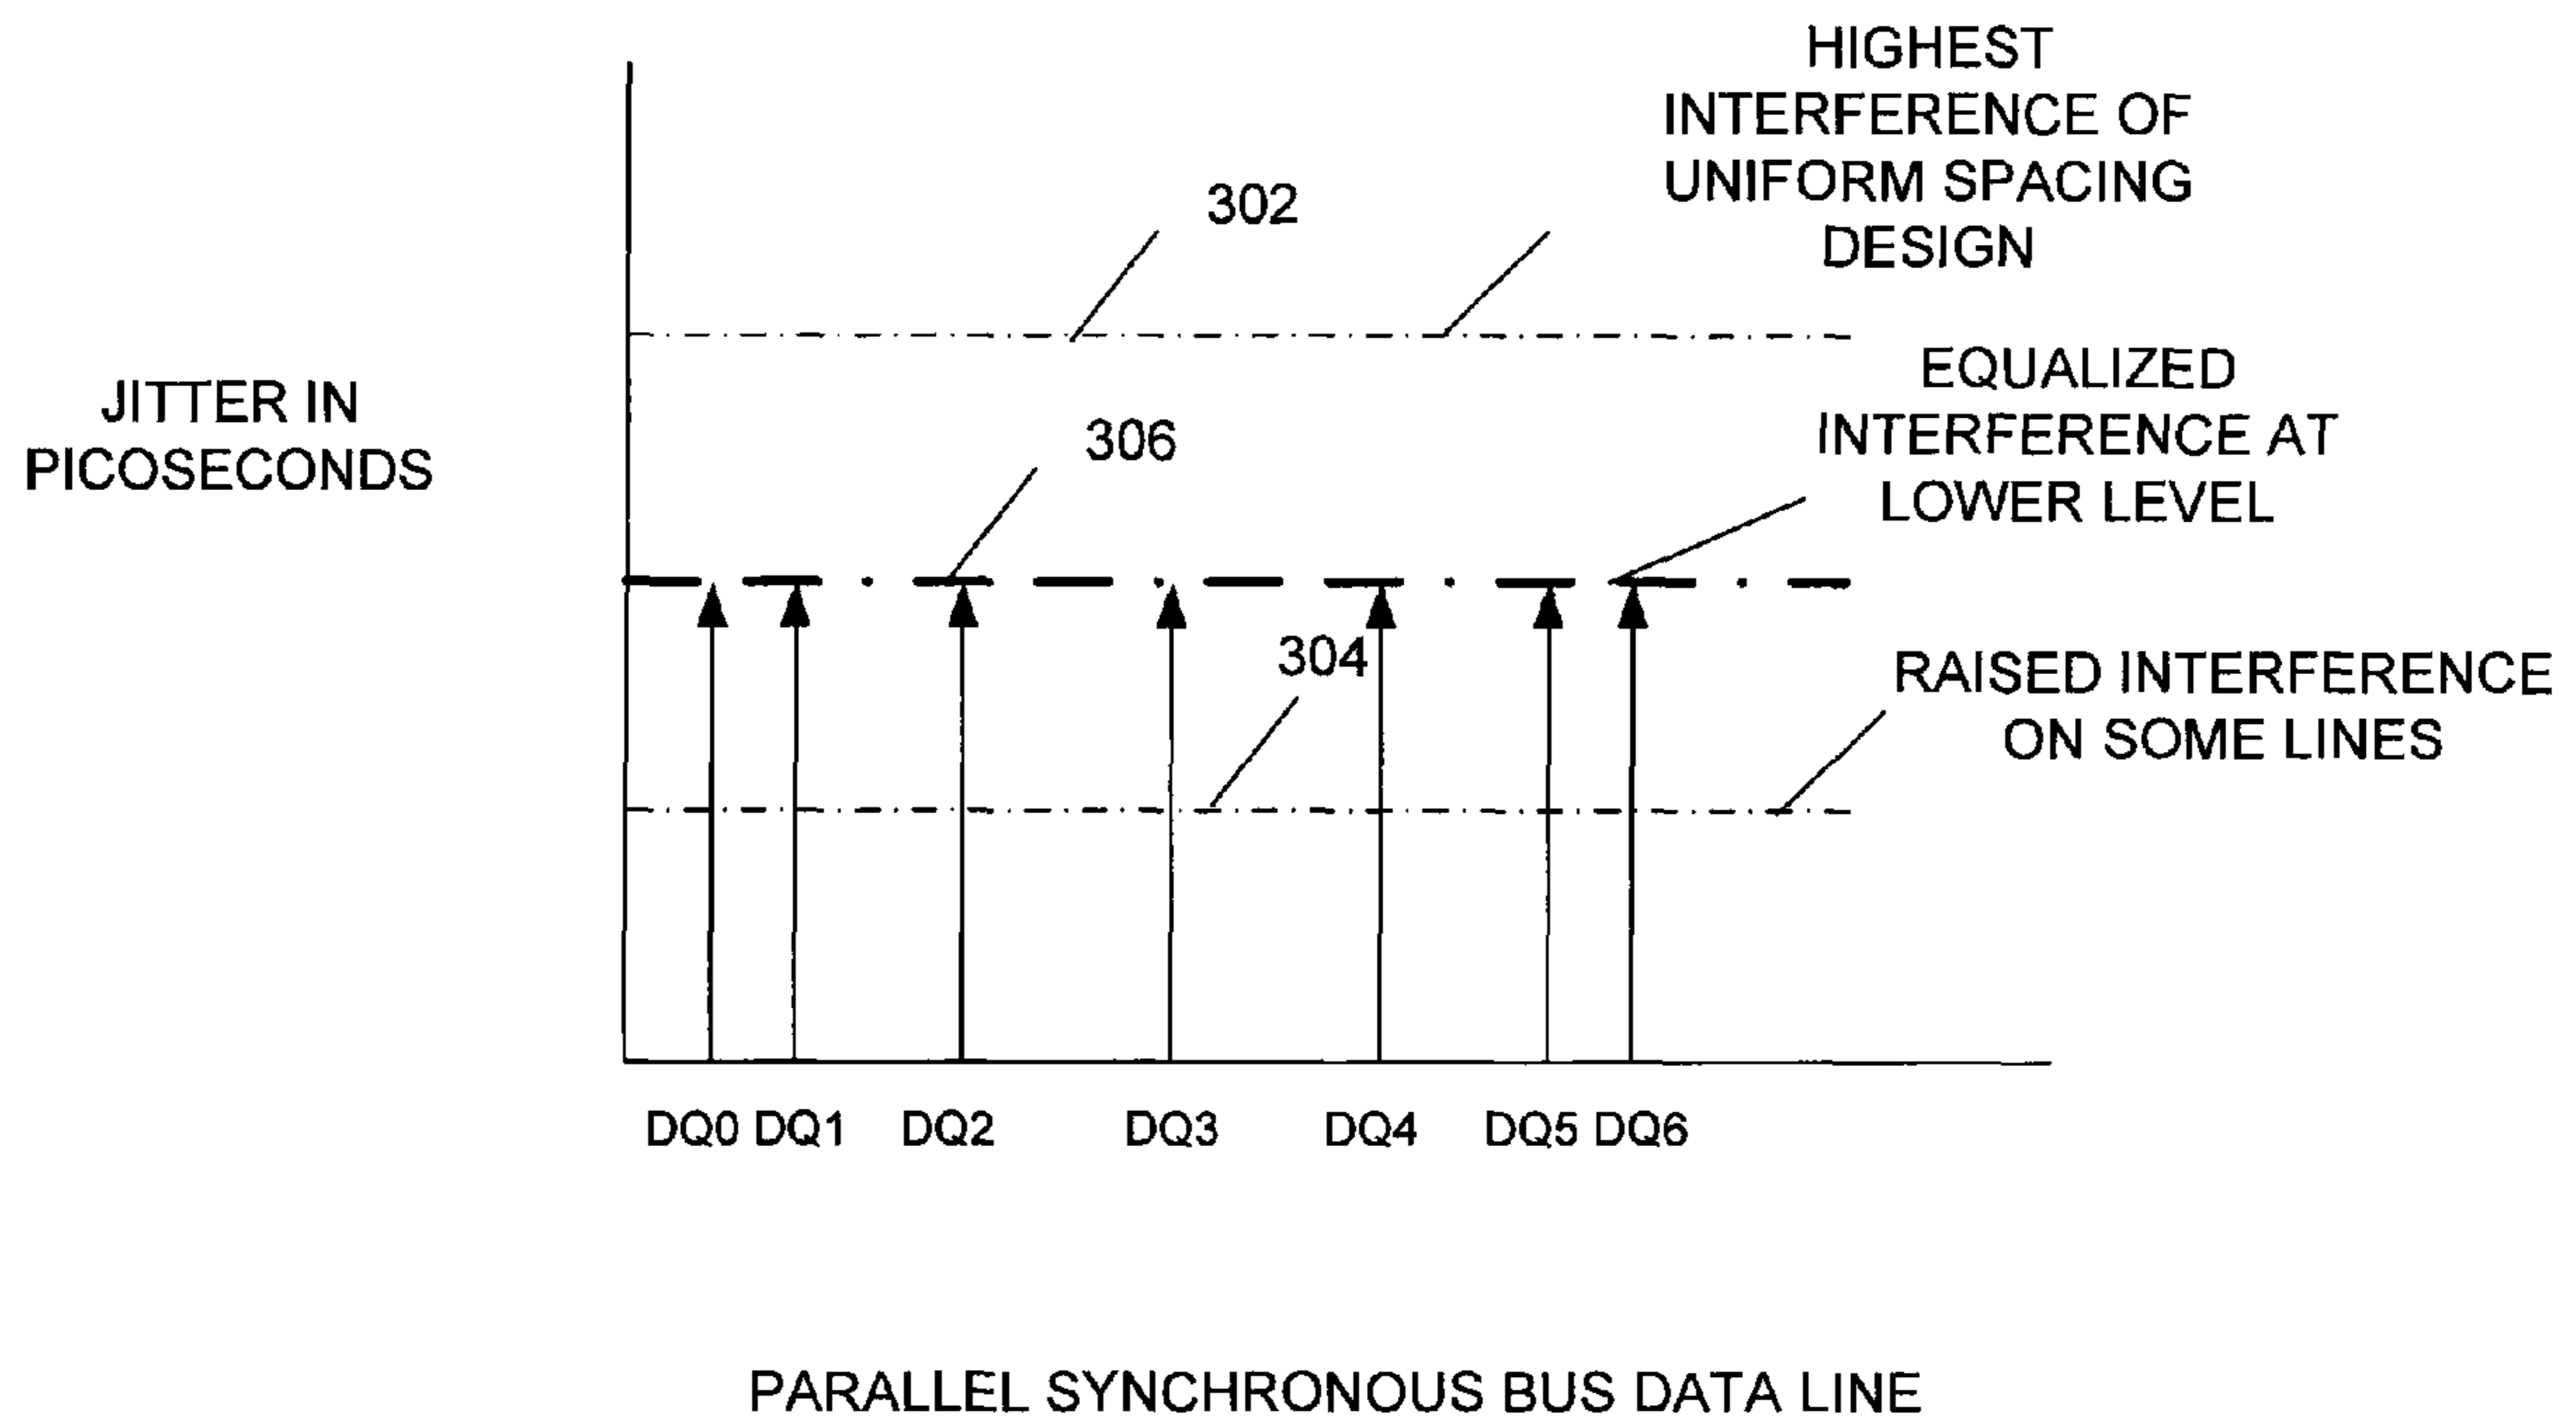 HIGHEST
INTERFERENCE OF
UNIFORM SPACING
DESIGN
302
EQUALIZED
INTERFERENCE AT
LOWER LEVEL
JITTER IN
PICOSECONDS
306
304
RAISED INTERFERENCE
ON SOME LINES
DQ0 DQ1 DQ2 DQ3 DQ4 DQ5 DQ6
PARALLEL SYNCHRONOUS BUS DATA LINE